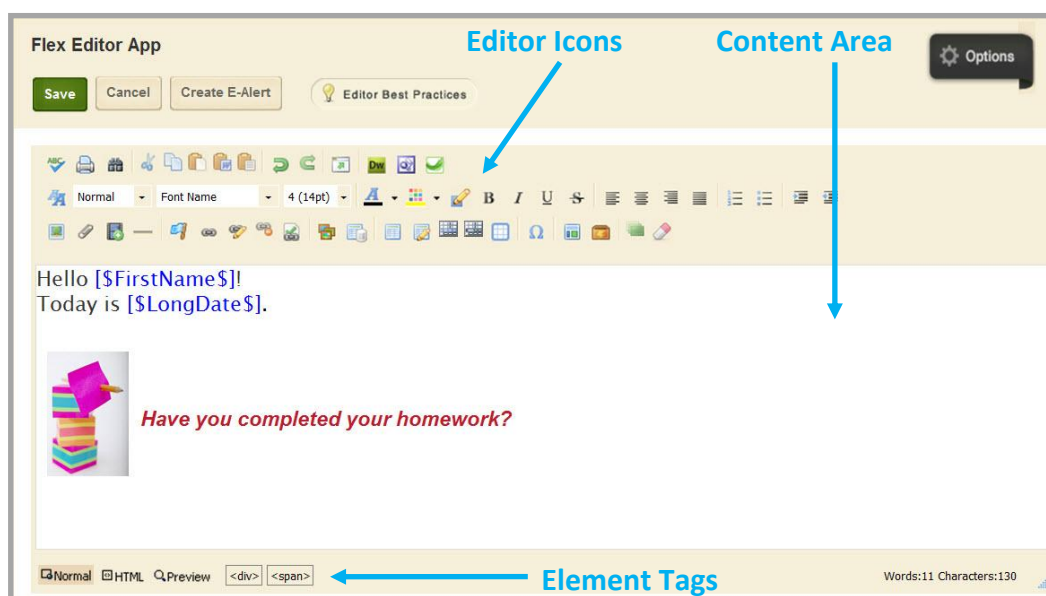 Flex Editor App
Editor Icons
Content Area
Options
Save
Cancel
Create E-Alert
Editor Best Practices
ABC
Dw
Normal
Font Name
4 (14pt)
A
B I U S
Ω
Hello [$FirstName$]!
Today is [$LongDate$].
Have you completed your homework?
Normal HTML Preview <div> <span>
Element Tags
Words:11 Characters:130